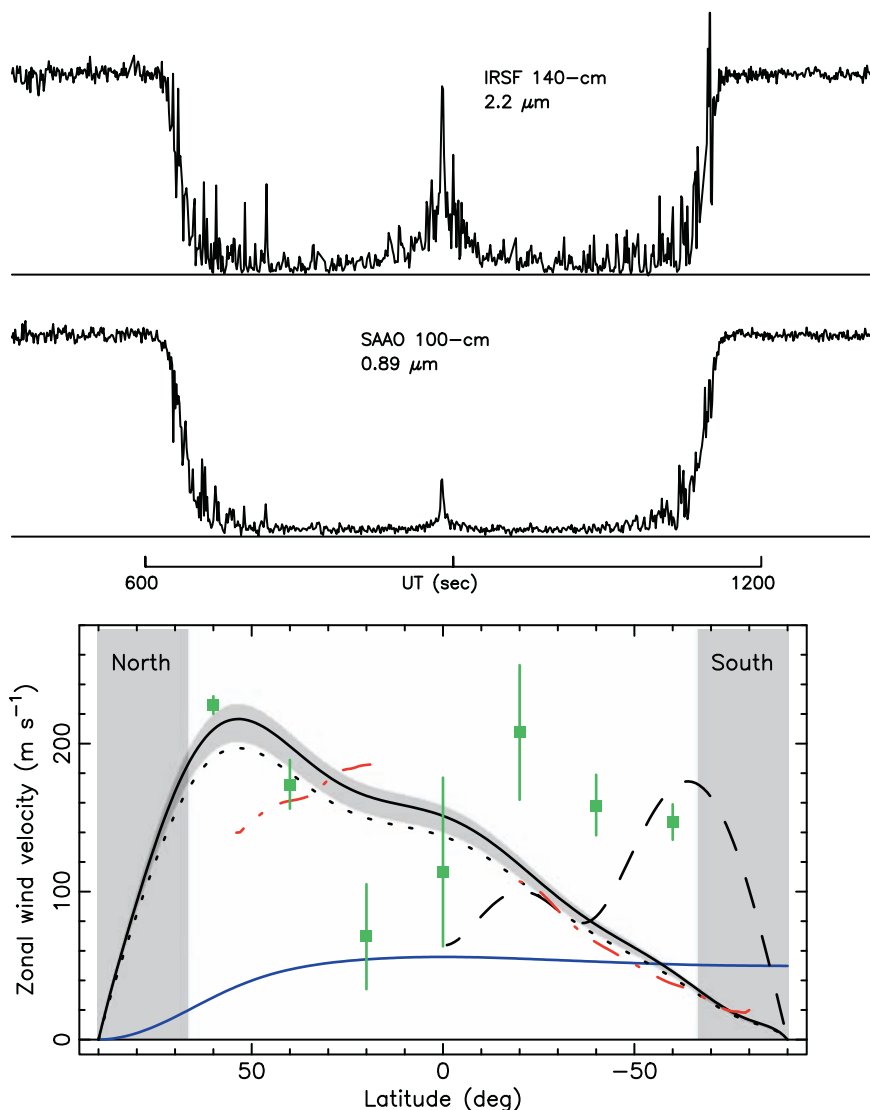 IRSF 140-cm
2.2 μm
SAAO 100-cm
0.89 μm
600 UT (sec) 1200
North South
Zonal wind velocity (m s⁻¹)
0 100 200
50 0 -50
Latitude (deg)